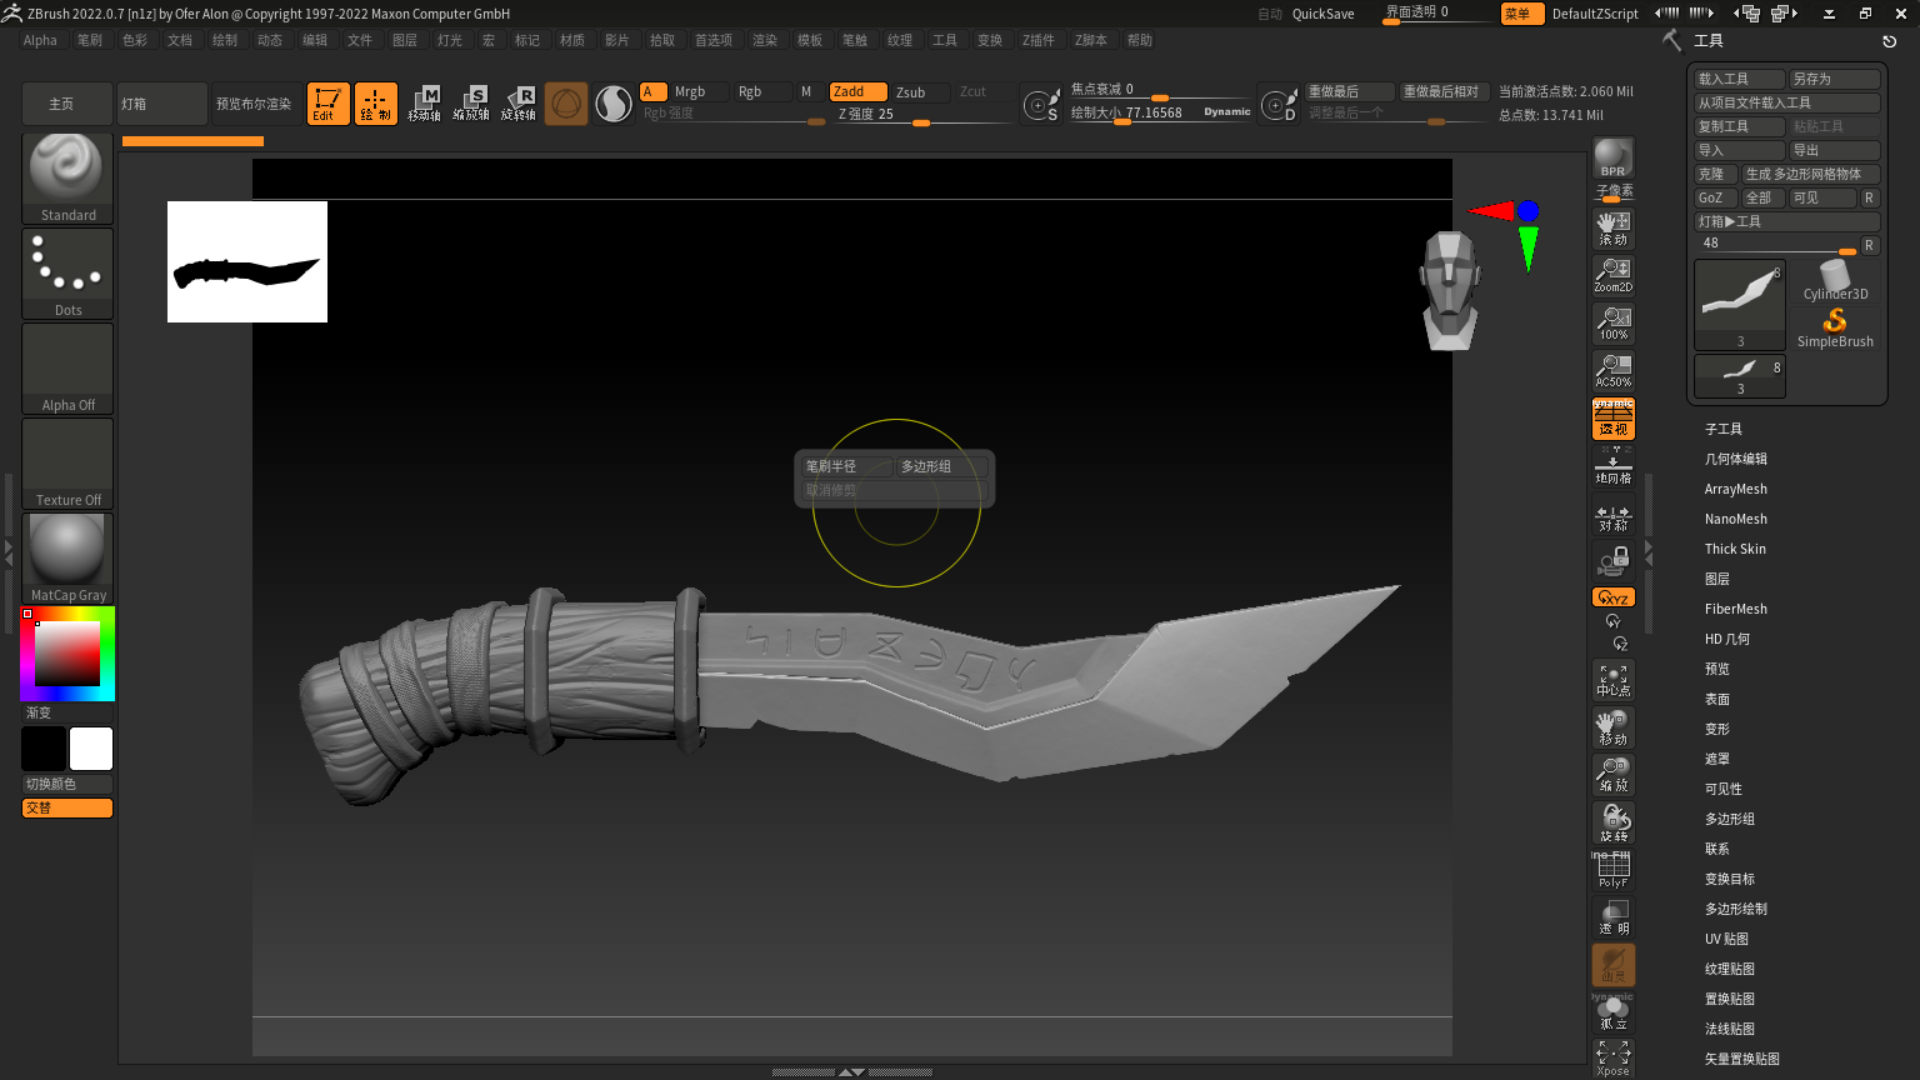 ZBrush 2022.0.7 [n1z] by Ofer Alon @ Copyright 1997-2022 Maxon Computer GmbH
自动 QuickSave 界面透明 0 菜单 DefaultZScript
Alpha 笔刷 色彩 文档 绘制 动态 编辑 文件 图层 灯光 宏 标记 材质 影片 拾取 首选项 渲染 模板 笔触 纹理 工具 变换 Z插件 Z脚本 帮助
工具
主页 灯箱 预览布尔渲染 Edit 绘制 移动轴 M 缩放轴 S 旋转轴 R
A Mrgb Rgb M Zadd Zsub Zcut
Rgb 强度 Z 强度 25
焦点衰减 0
绘制大小 77.16568 Dynamic
S
D
重做最后 重做最后相对
调整最后一个
当前激活点数: 2.060 Mil
总点数: 13.741 Mil
载入工具 另存为
从项目文件载入工具
复制工具 粘贴工具
导入 导出
克隆 生成 多边形网格物体
GoZ 全部 可见 R
灯箱▶工具
48 R
8
Cylinder3D
3
SimpleBrush
8
3
Standard
Dots
Alpha Off
Texture Off
MatCap Gray
渐变
切换颜色
交替
笔刷半径 多边形组
取消修剪
BPR
子像素
滚动
Zoom2D
100%
AC50%
Dynamic
透视
X Y Z
地网格
对称
XYZ
Y
Z
中心点
移动
缩放
旋转
PolyF
透明
Dynamic
孤立
Xpose
子工具
几何体编辑
ArrayMesh
NanoMesh
Thick Skin
图层
FiberMesh
HD 几何
预览
表面
变形
遮罩
可见性
多边形组
联系
变换目标
多边形绘制
UV 贴图
纹理贴图
置换贴图
法线贴图
矢量置换贴图